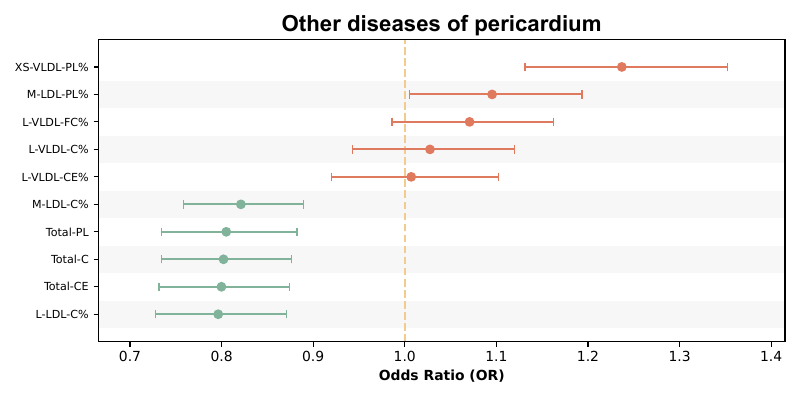 Other diseases of pericardium
XS-VLDL-PL%
M-LDL-PL%
L-VLDL-FC%
L-VLDL-C%
L-VLDL-CE%
M-LDL-C%
Total-PL
Total-C
Total-CE
L-LDL-C%
0.7 0.8 0.9 1.0 1.1 1.2 1.3 1.4
Odds Ratio (OR)